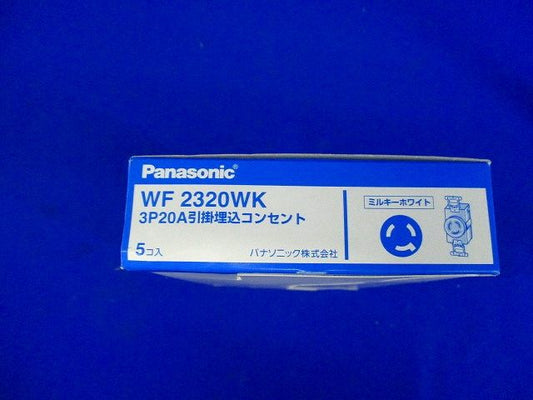 Panasonic®
WF 2320WK
3P20A引掛埋込コンセント
5コ入
パナソニック株式会社
ミルキーホワイト